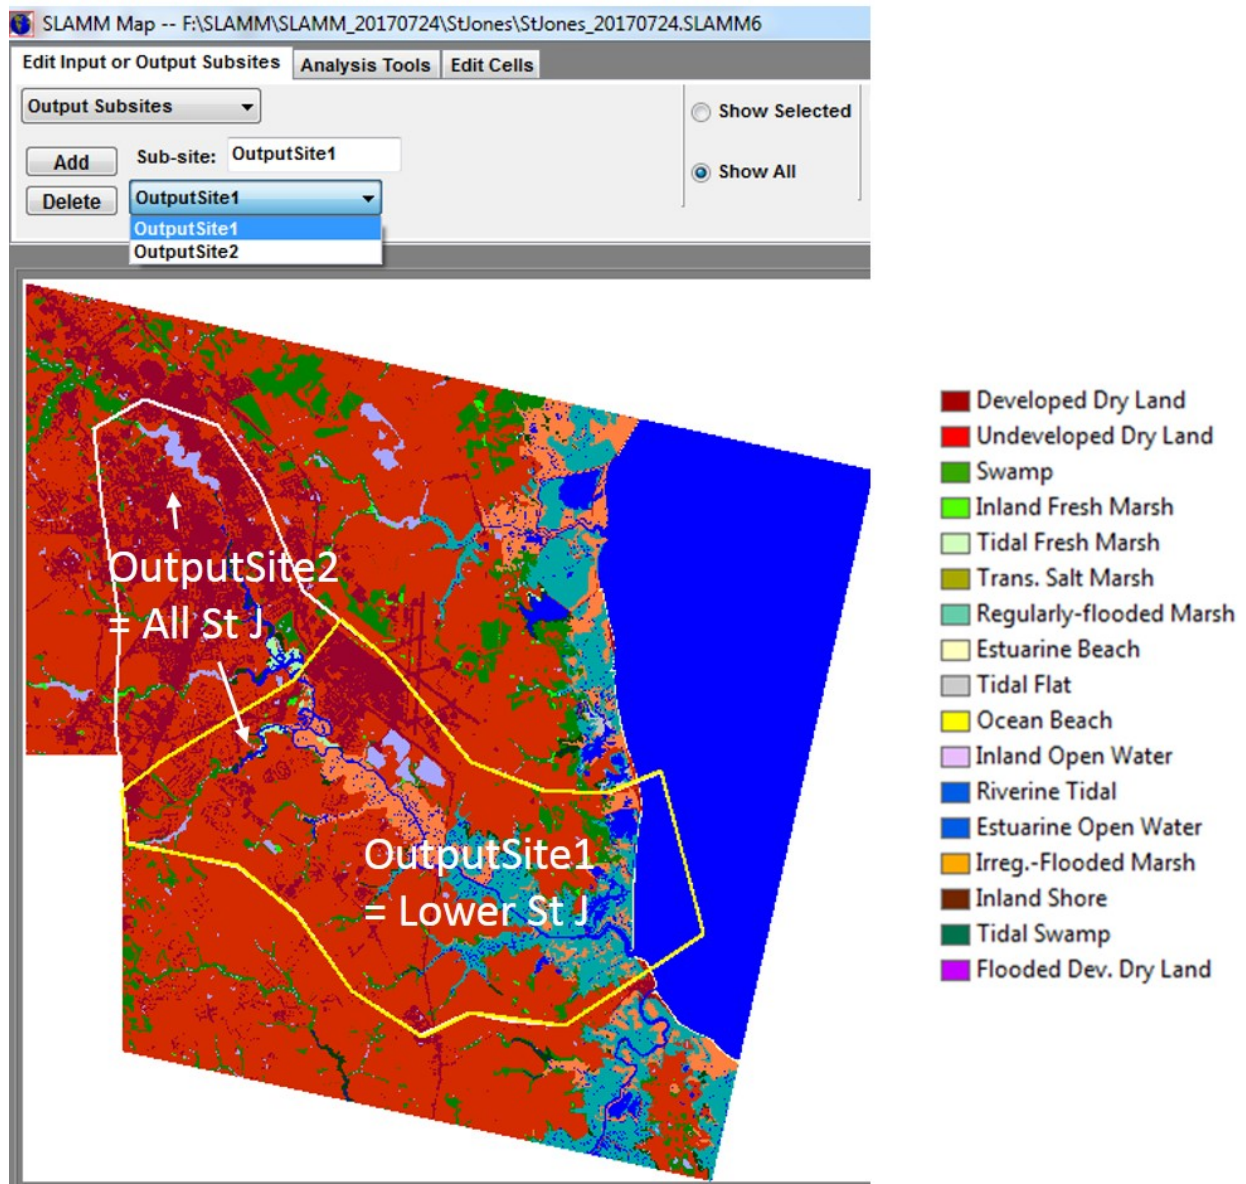 SLAMM Map -- F:\SLAMM\SLAMM_20170724\StJones\StJones_20170724.SLAMM6
Edit Input or Output Subsites
Analysis Tools
Edit Cells
Output Subsites
Show Selected
Add
Sub-site:
OutputSite1
Show All
Delete
OutputSite1
OutputSite1
OutputSite2
OutputSite2
= All St J
OutputSite1
= Lower St J
Developed Dry Land
Undeveloped Dry Land
Swamp
Inland Fresh Marsh
Tidal Fresh Marsh
Trans. Salt Marsh
Regularly-flooded Marsh
Estuarine Beach
Tidal Flat
Ocean Beach
Inland Open Water
Riverine Tidal
Estuarine Open Water
Irreg.-Flooded Marsh
Inland Shore
Tidal Swamp
Flooded Dev. Dry Land